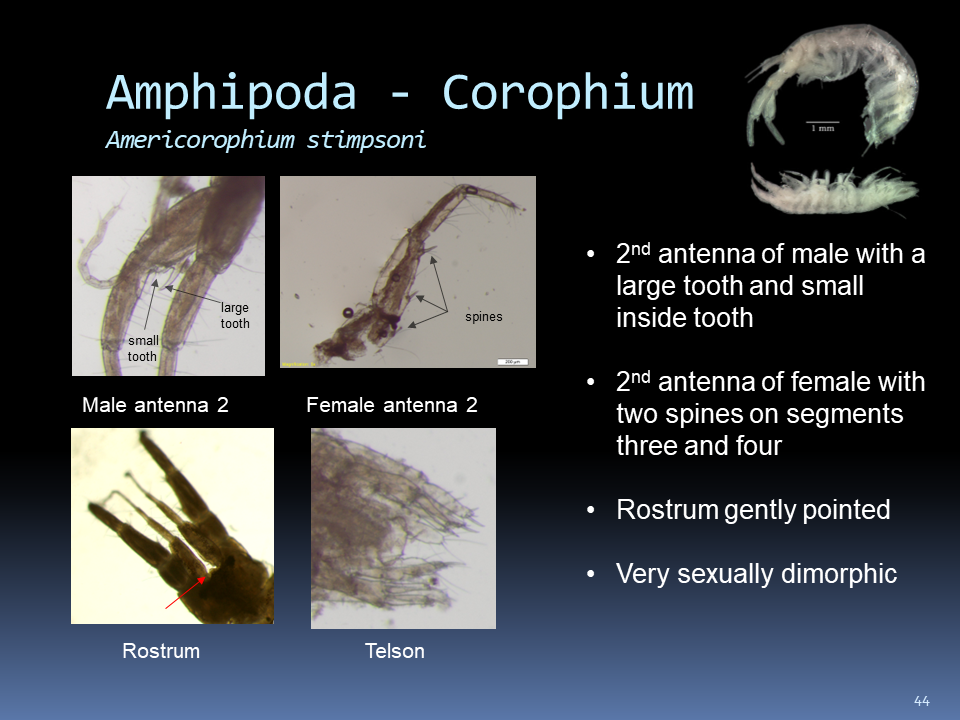 Amphipoda - Corophium
Americorophium stimpsoni
1 mm
large
tooth
small
tooth
spines
200 µm
Male antenna 2
Female antenna 2
• 2nd antenna of male with a
large tooth and small
inside tooth
• 2nd antenna of female with
two spines on segments
three and four
• Rostrum gently pointed
• Very sexually dimorphic
Rostrum
Telson
44